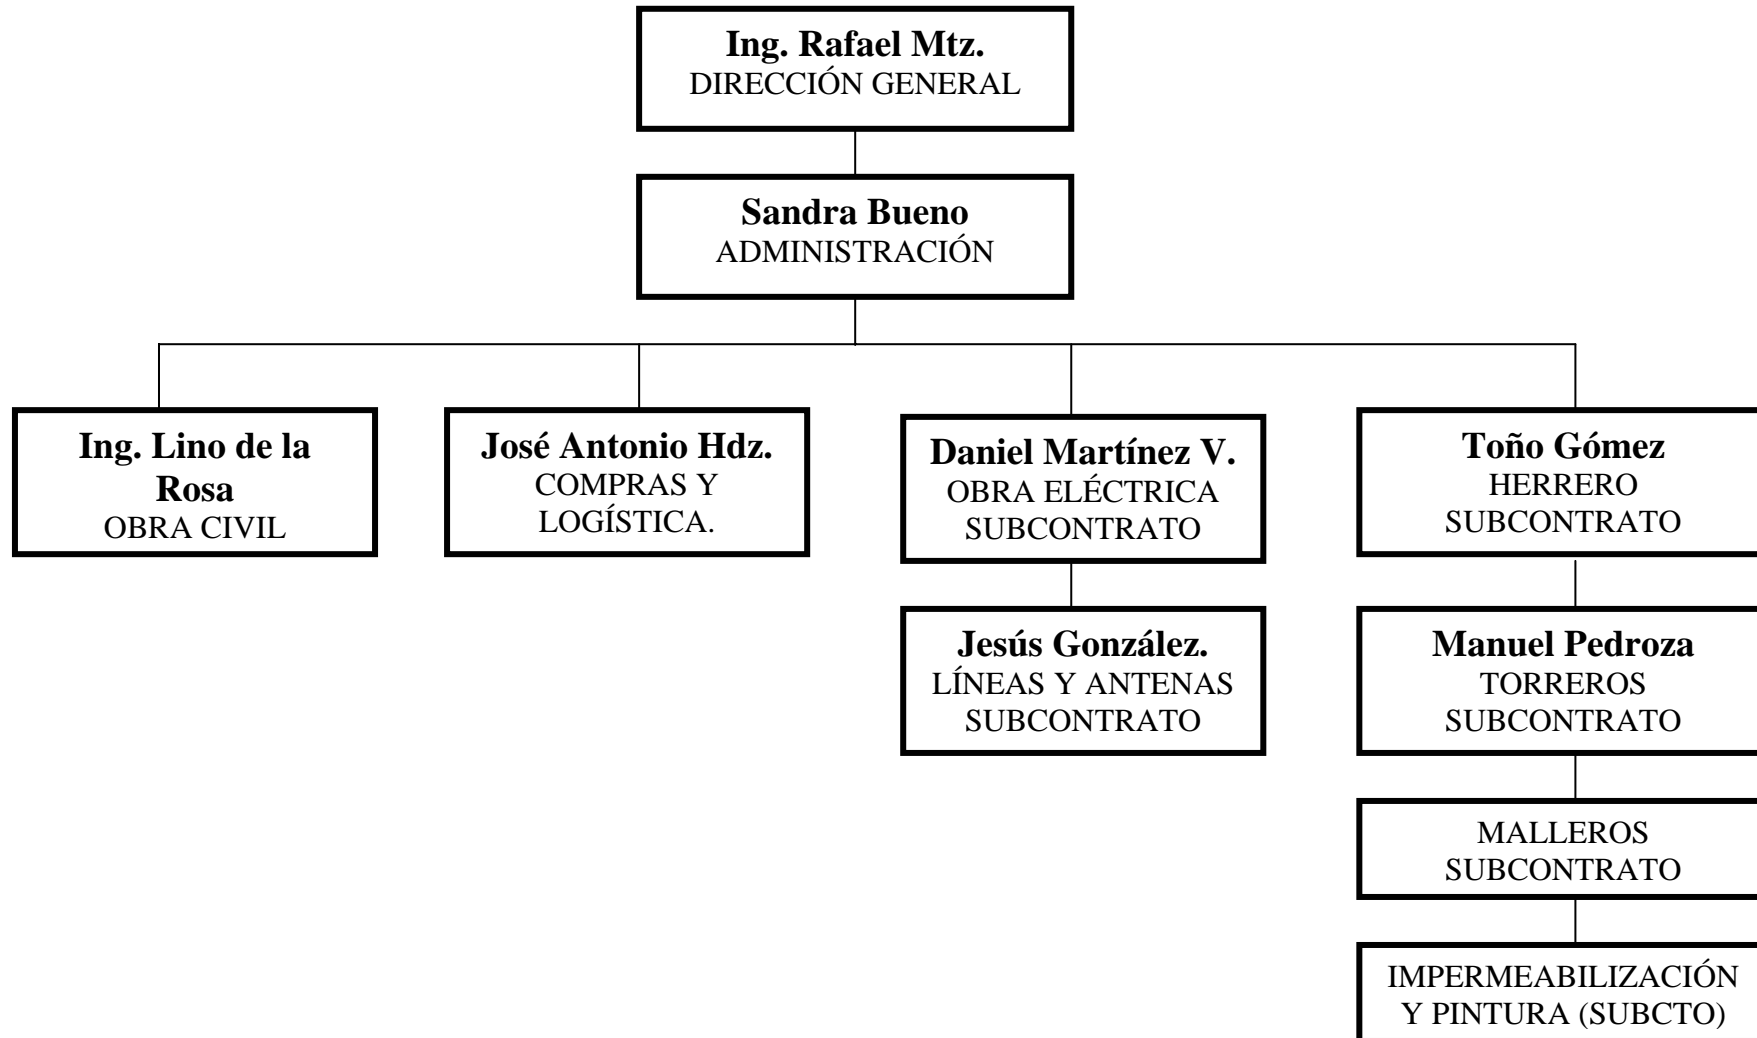 Ing. Rafael Mtz.
DIRECCIÓN GENERAL
Sandra Bueno
ADMINISTRACIÓN
Ing. Lino de la
Rosa
OBRA CIVIL
José Antonio Hdz.
COMPRAS Y
LOGÍSTICA.
Daniel Martínez V.
OBRA ELÉCTRICA
SUBCONTRATO
Toño Gómez
HERRERO
SUBCONTRATO
Jesús González.
LÍNEAS Y ANTENAS
SUBCONTRATO
Manuel Pedroza
TORREROS
SUBCONTRATO
MALLEROS
SUBCONTRATO
IMPERMEABILIZACIÓN
Y PINTURA (SUBCTO)